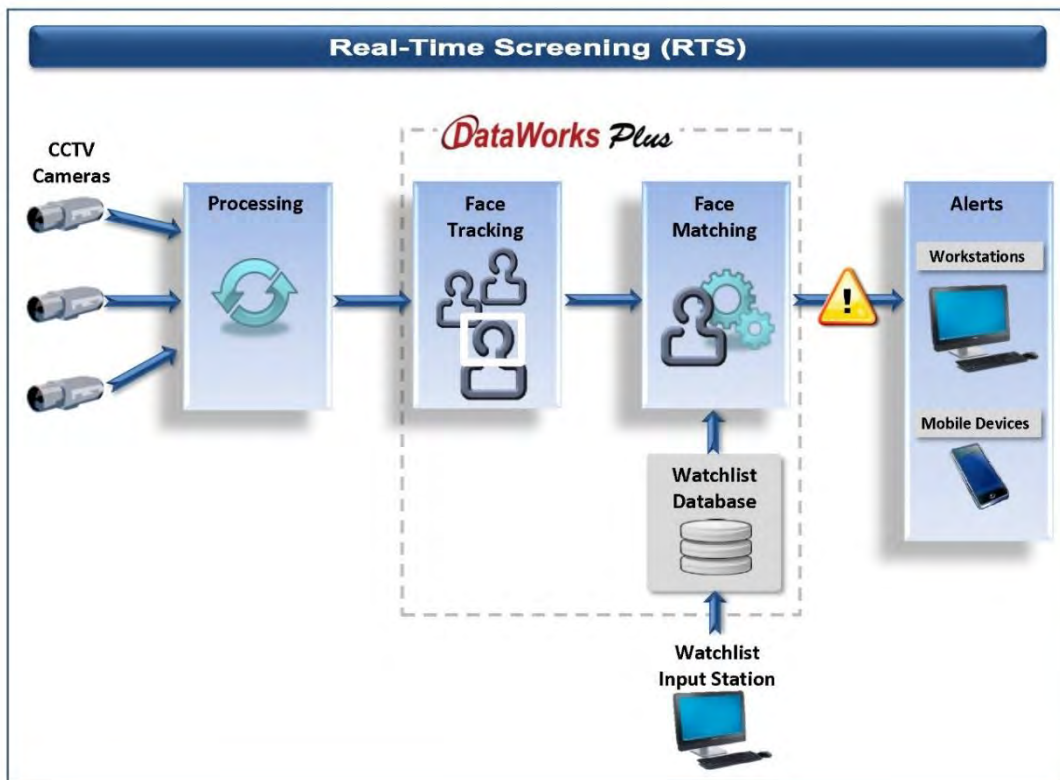 Real-Time Screening (RTS)
DataWorks Plus
CCTV
Cameras
Processing
Face
Tracking
Face
Matching
Alerts
Workstations
!
Mobile Devices
Watchlist
Database
Watchlist
Input Station